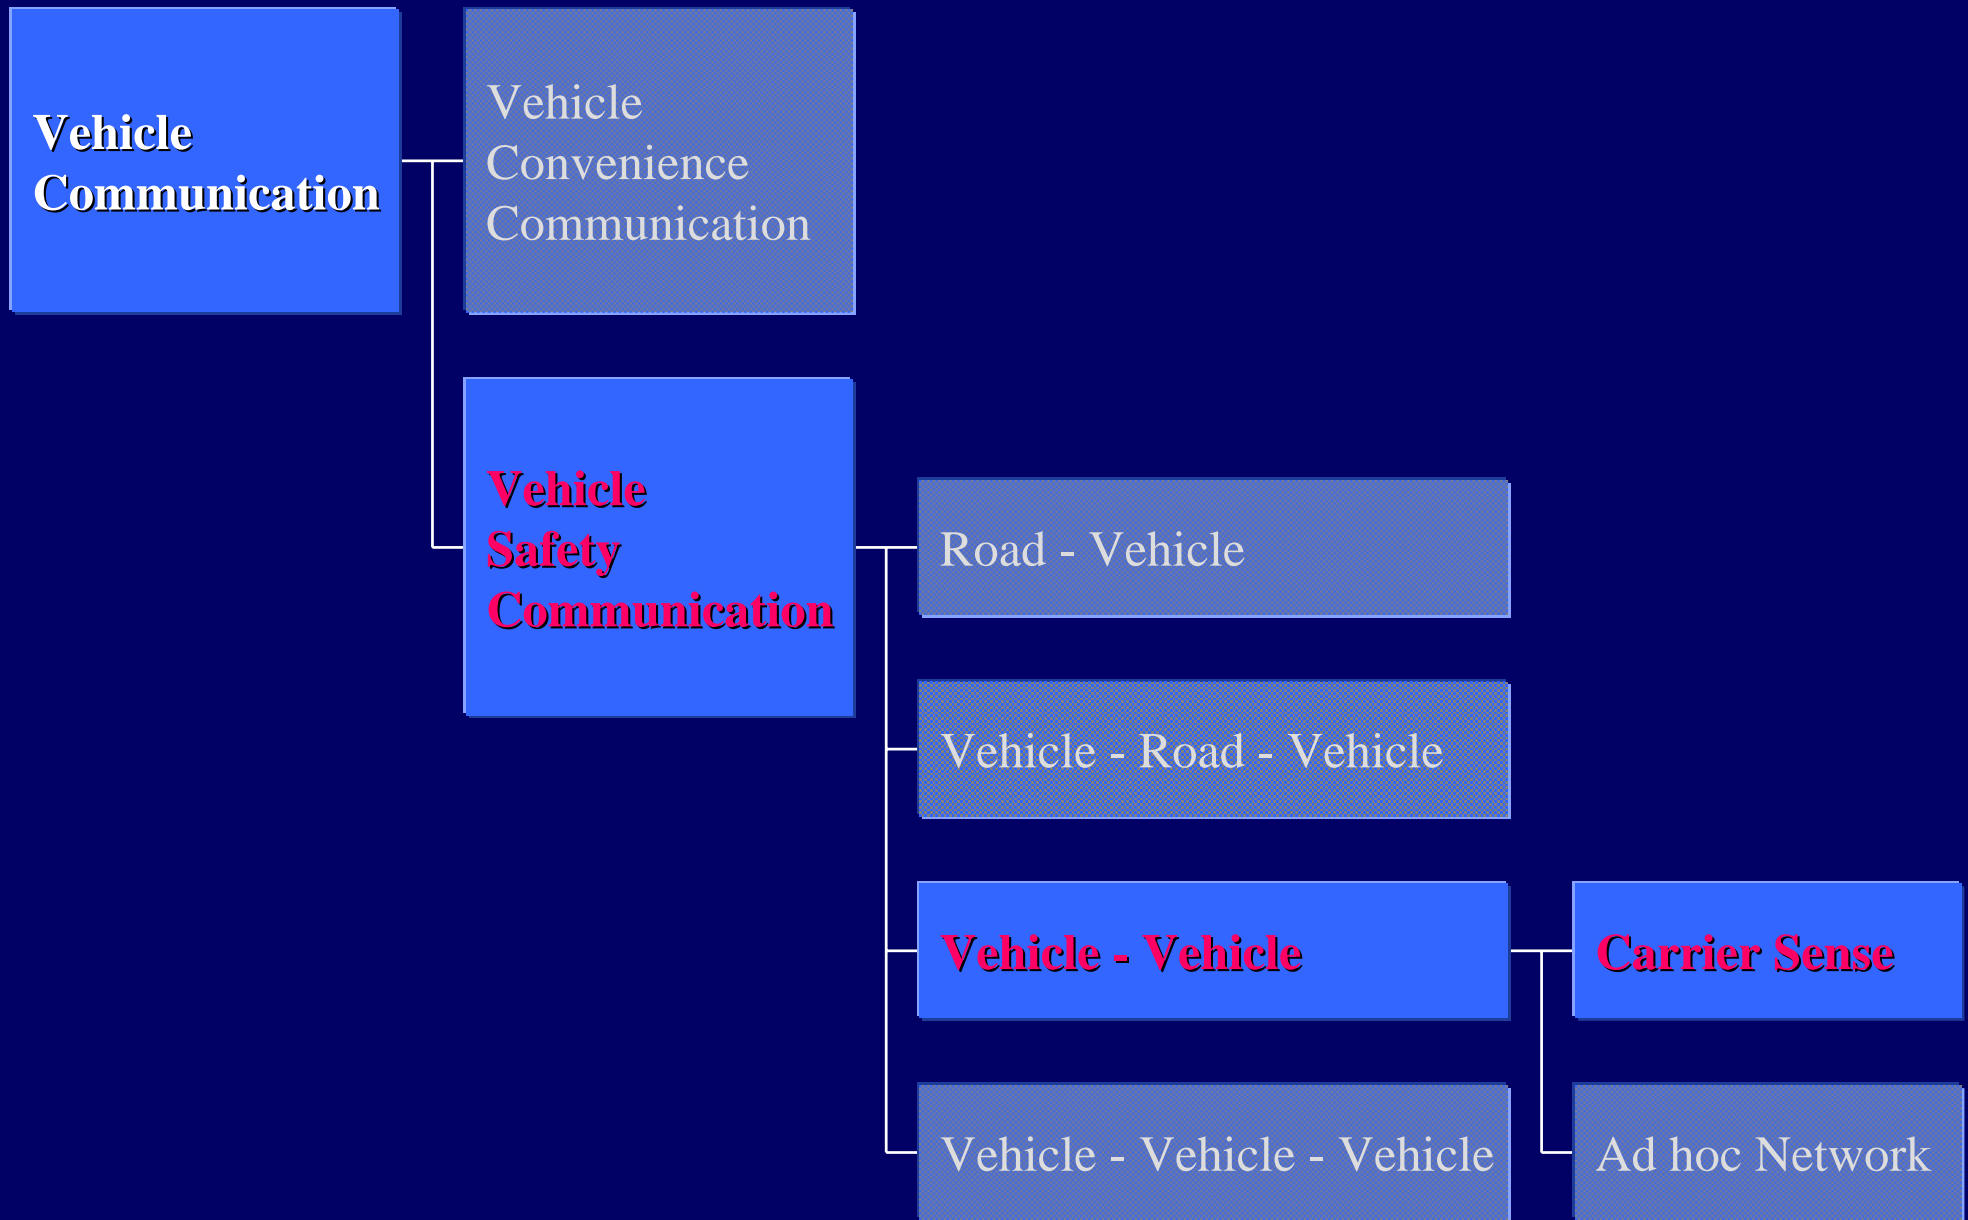 Vehicle
Communication
Vehicle
Convenience
Communication
Vehicle
Safety
Communication
Road - Vehicle
Vehicle - Road - Vehicle
Vehicle - Vehicle
Carrier Sense
Vehicle - Vehicle - Vehicle
Ad hoc Network